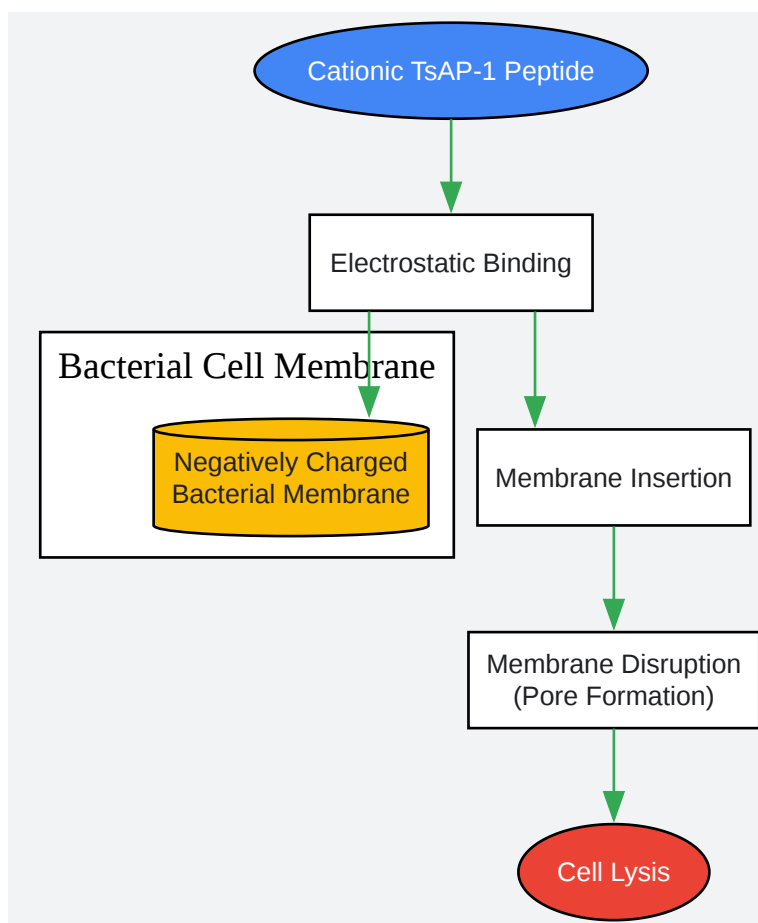 Cationic TsAP-1 Peptide
Electrostatic Binding
Bacterial Cell Membrane
Negatively Charged
Bacterial Membrane
Membrane Insertion
Membrane Disruption
(Pore Formation)
Cell Lysis